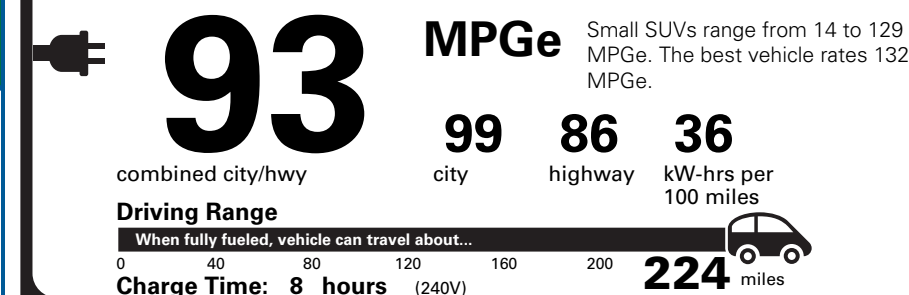 93
MPGe
Small SUVs range from 14 to 129
MPGe. The best vehicle rates 132
MPGe.
combined city/hwy
99
city
86
highway
36
kW-hrs per
100 miles
Driving Range
When fully fueled, vehicle can travel about...
0 40 80 120 160 200 224 miles
Charge Time: 8 hours (240V)